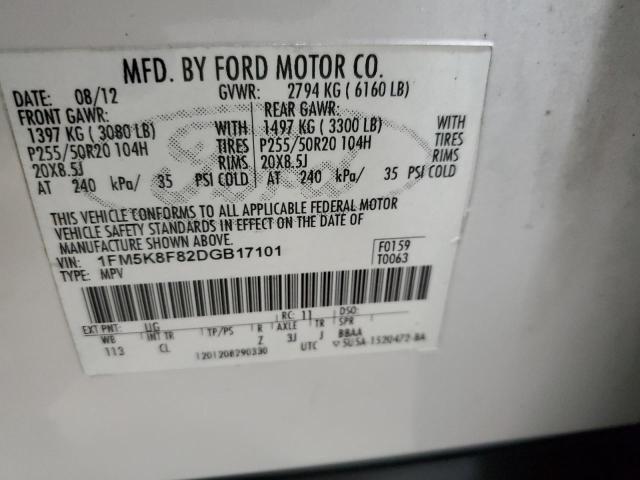 MFD. BY FORD MOTOR CO.
DATE: 08/12 GVWR: 2794 KG ( 6160 LB)
FRONT GAWR: REAR GAWR:
1397 KG ( 3080 LB) WITH 1497 KG ( 3300 LB) WITH
P255/50R20 104H TIRES P255/50R20 104H TIRES
20X8.5J RIMS 20X8.5J RIMS
AT 240 kPa/ 35 PSI COLD AT 240 kPa/ 35 PSI COLD
THIS VEHICLE CONFORMS TO ALL APPLICABLE FEDERAL MOTOR
VEHICLE SAFETY STANDARDS IN EFFECT ON THE DATE OF
MANUFACTURE SHOWN ABOVE.
VIN: 1FM5K8F82DGB17101 F0159
TYPE: MPV T0063
EXT PNT: UG RC: 11 DSO:
WB INT TR TP/PS R AXLE TR SPR
113 CL Z 3J J BBAA
1201208290330 UTC SU5A-1520472-BA